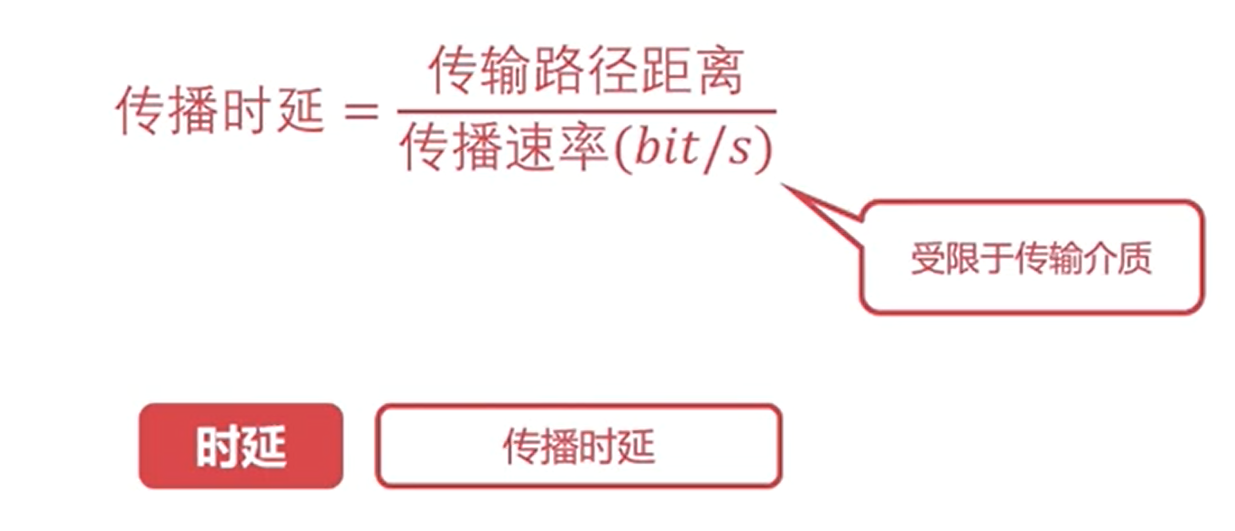 传输路径距离
传播时延 =
传播速率(bit/s)
受限于传输介质
时延 传播时延